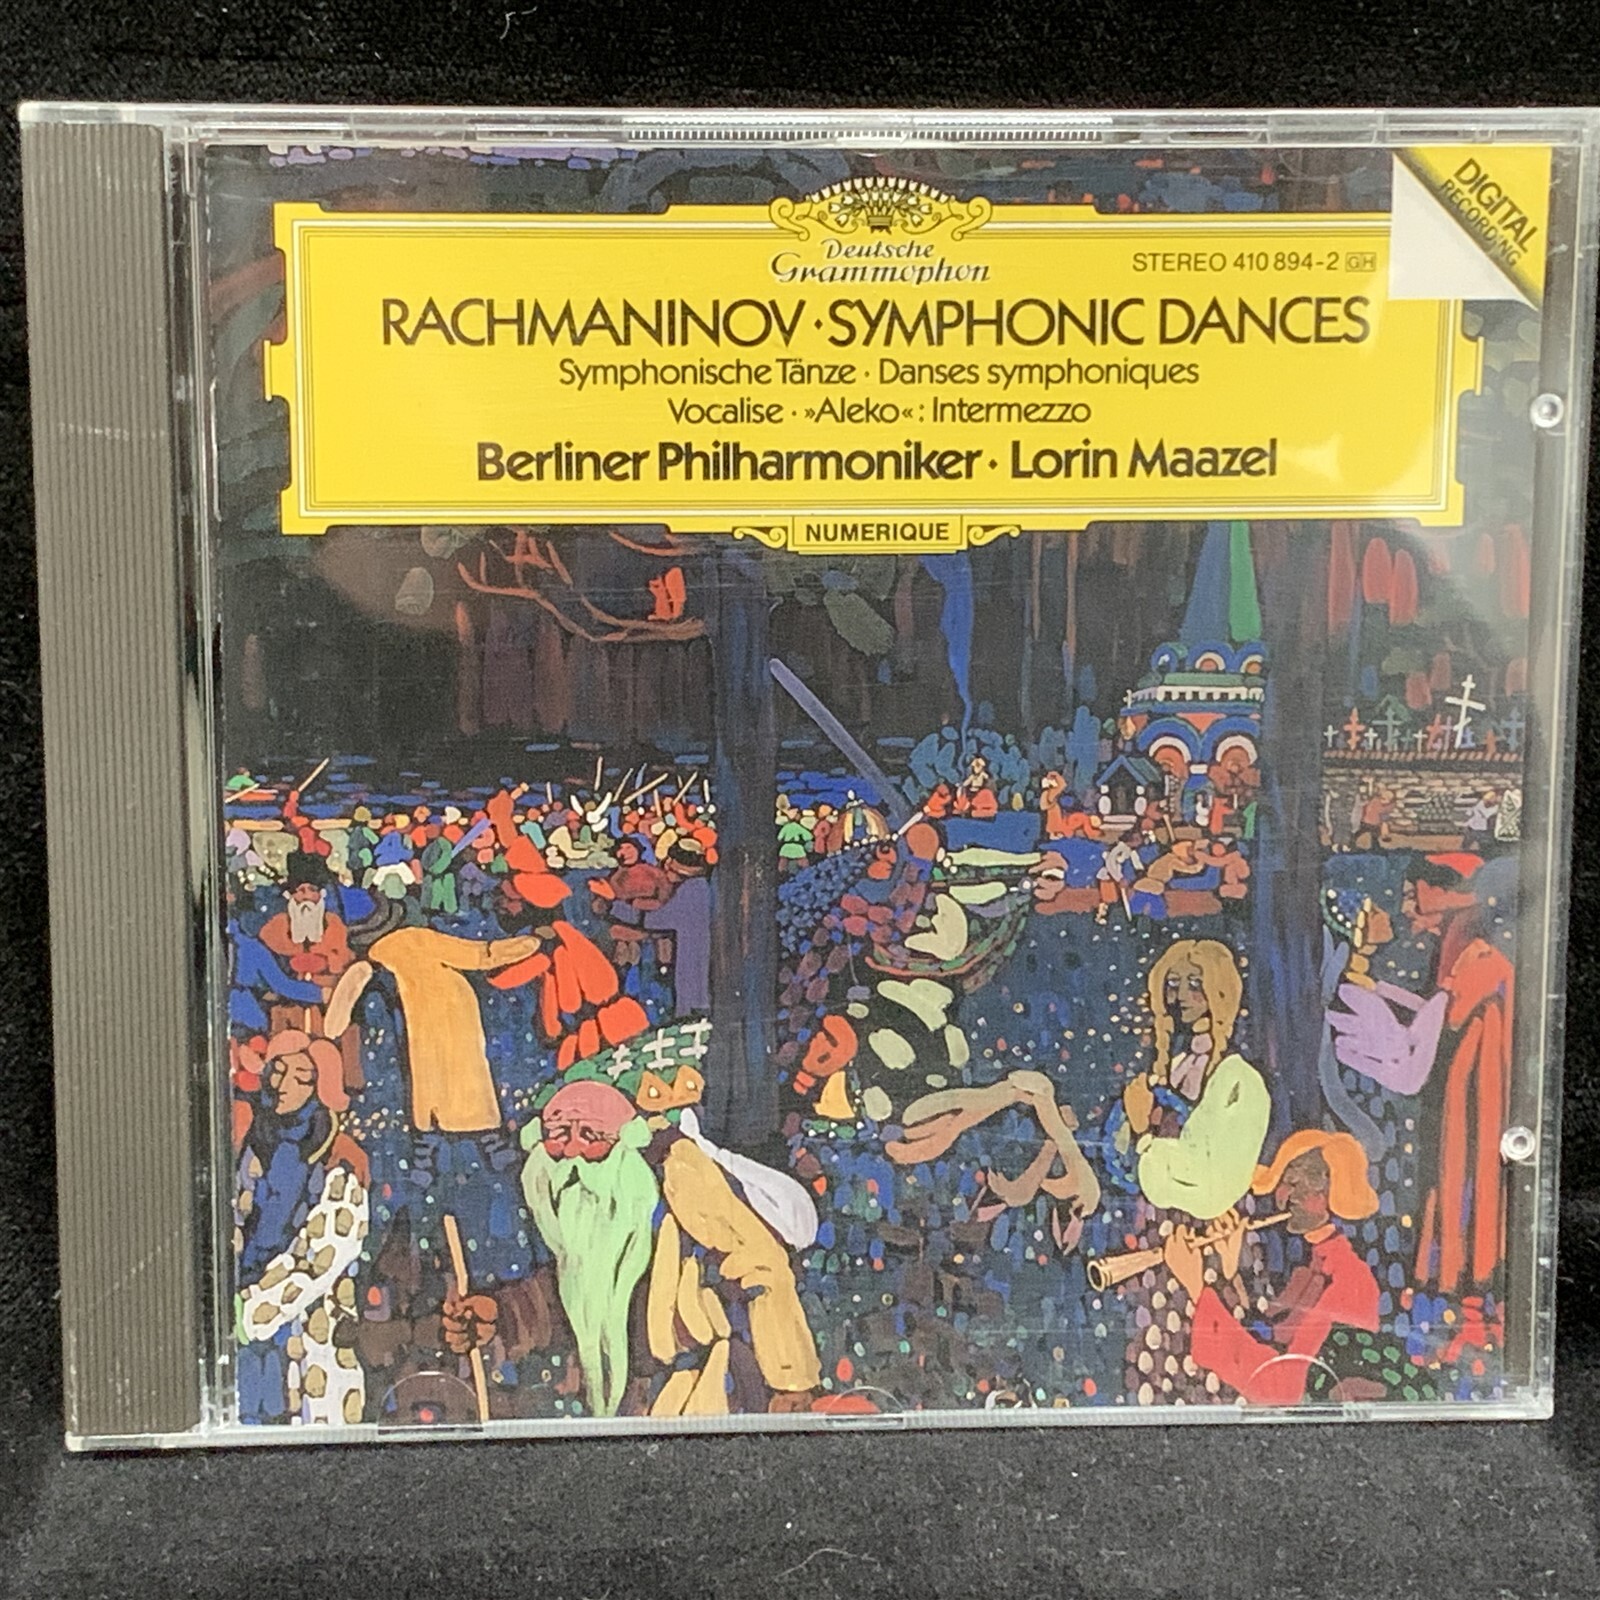 DIGITAL
RECORDING
Deutsche
Grammophon
STEREO 410 894-2 GH
RACHMANINOV · SYMPHONIC DANCES
Symphonische Tänze · Danses symphoniques
Vocalise · »Aleko«: Intermezzo
Berliner Philharmoniker · Lorin Maazel
NUMERIQUE